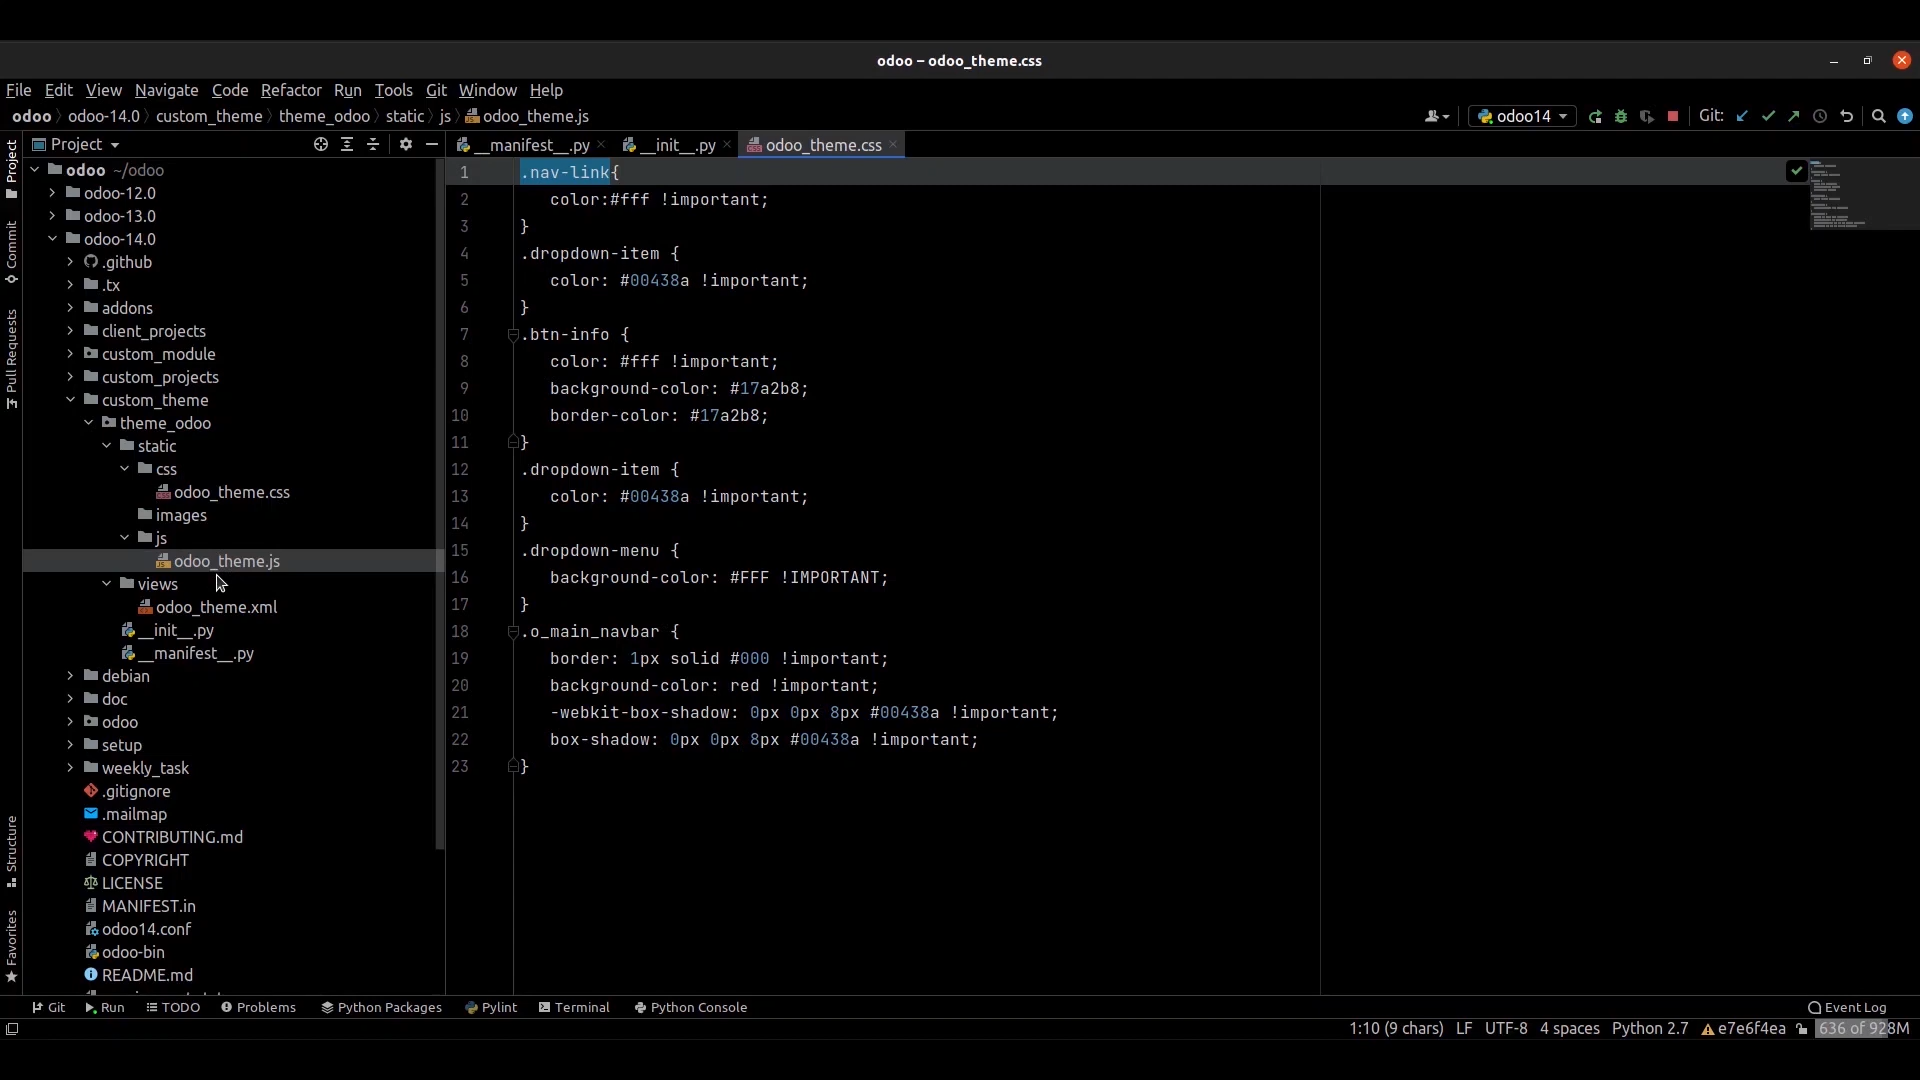 odoo – odoo_theme.css
File Edit View Navigate Code Refactor Run Tools Git Window Help
odoo odoo-14.0 custom_theme theme_odoo static js odoo_theme.js odoo14 Git:
Project __manifest__.py __init__.py odoo_theme.css
Project
Commit
Pull Requests
Structure
Favorites
odoo ~/odoo
odoo-12.0
odoo-13.0
odoo-14.0
.github
.tx
addons
client_projects
custom_module
custom_projects
custom_theme
theme_odoo
static
css
odoo_theme.css
images
js
odoo_theme.js
views
odoo_theme.xml
__init__.py
__manifest__.py
debian
doc
odoo
setup
weekly_task
.gitignore
.mailmap
CONTRIBUTING.md
COPYRIGHT
LICENSE
MANIFEST.in
odoo14.conf
odoo-bin
README.md
1 .nav-link{
2 color:#fff !important;
3 }
4 .dropdown-item {
5 color: #00438a !important;
6 }
7 .btn-info {
8 color: #fff !important;
9 background-color: #17a2b8;
10 border-color: #17a2b8;
11 }
12 .dropdown-item {
13 color: #00438a !important;
14 }
15 .dropdown-menu {
16 background-color: #FFF !IMPORTANT;
17 }
18 .o_main_navbar {
19 border: 1px solid #000 !important;
20 background-color: red !important;
21 -webkit-box-shadow: 0px 0px 8px #00438a !important;
22 box-shadow: 0px 0px 8px #00438a !important;
23 }
Git Run TODO Problems Python Packages Pylint Terminal Python Console Event Log
1:10 (9 chars) LF UTF-8 4 spaces Python 2.7 e7e6f4ea 636 of 928M